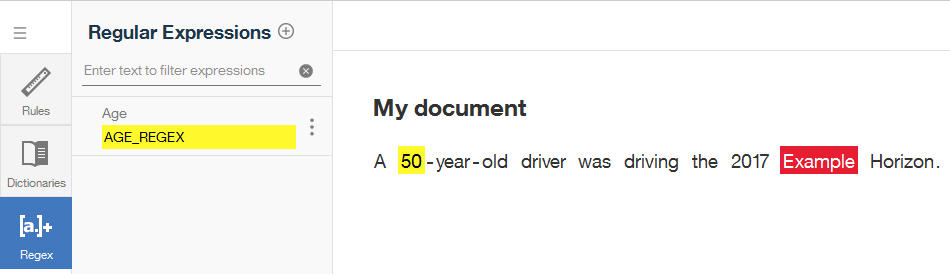 Rules
Dictionaries
[a.]+
Regex
Regular Expressions
Enter text to filter expressions
Age
AGE_REGEX
My document
A 50-year-old driver was driving the 2017 Example Horizon.